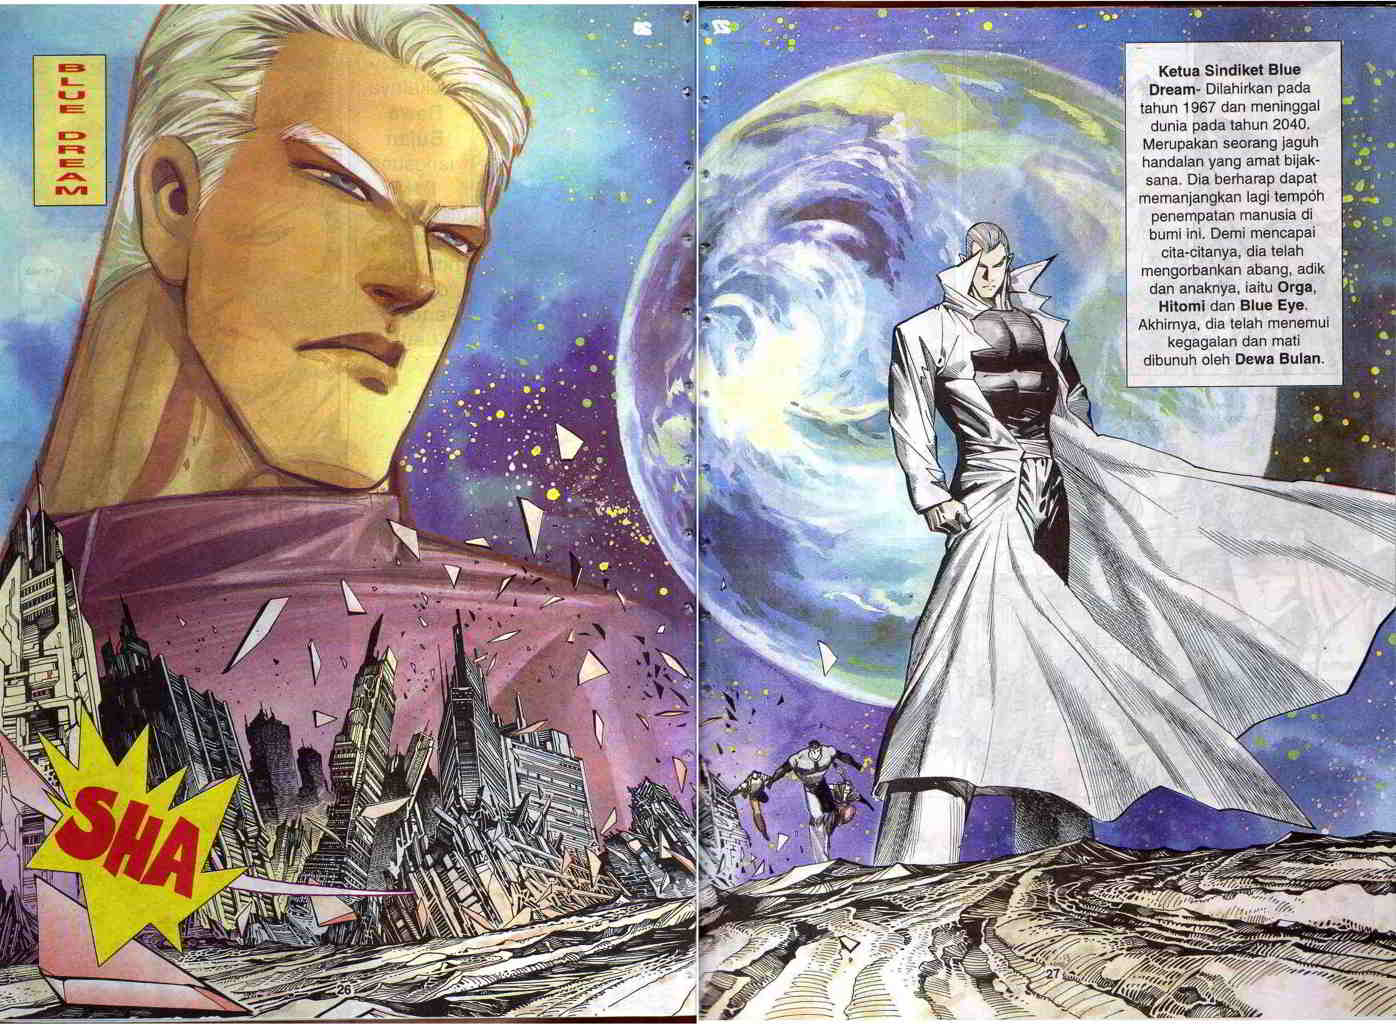 BLUE DREAM
SHA
26
Ketua Sindiket Blue
Dream- Dilahirkan pada
tahun 1967 dan meninggal
dunia pada tahun 2040.
Merupakan seorang jaguh
handalan yang amat bijak-
sana. Dia berharap dapat
memanjangkan lagi tempoh
penempatan manusia di
bumi ini. Demi mencapai
cita-citanya, dia telah
mengorbankan abang, adik
dan anaknya, iaitu Orga,
Hitomi dan Blue Eye.
Akhirnya, dia telah menemui
kegagalan dan mati
dibunuh oleh Dewa Bulan.
27